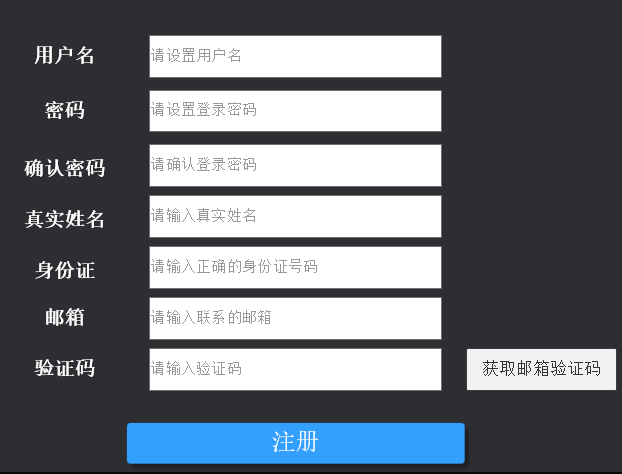 用户名 请设置用户名
密码 请设置登录密码
确认密码 请确认登录密码
真实姓名 请输入真实姓名
身份证 请输入正确的身份证号码
邮箱 请输入联系的邮箱
验证码 请输入验证码 获取邮箱验证码
注册